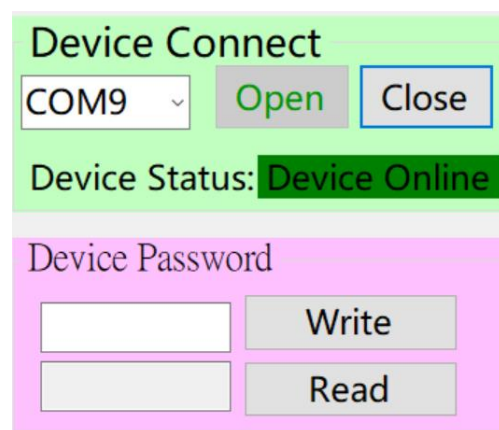 Device Connect
COM9 Open Close
Device Status: Device Online
Device Password
Write
Read